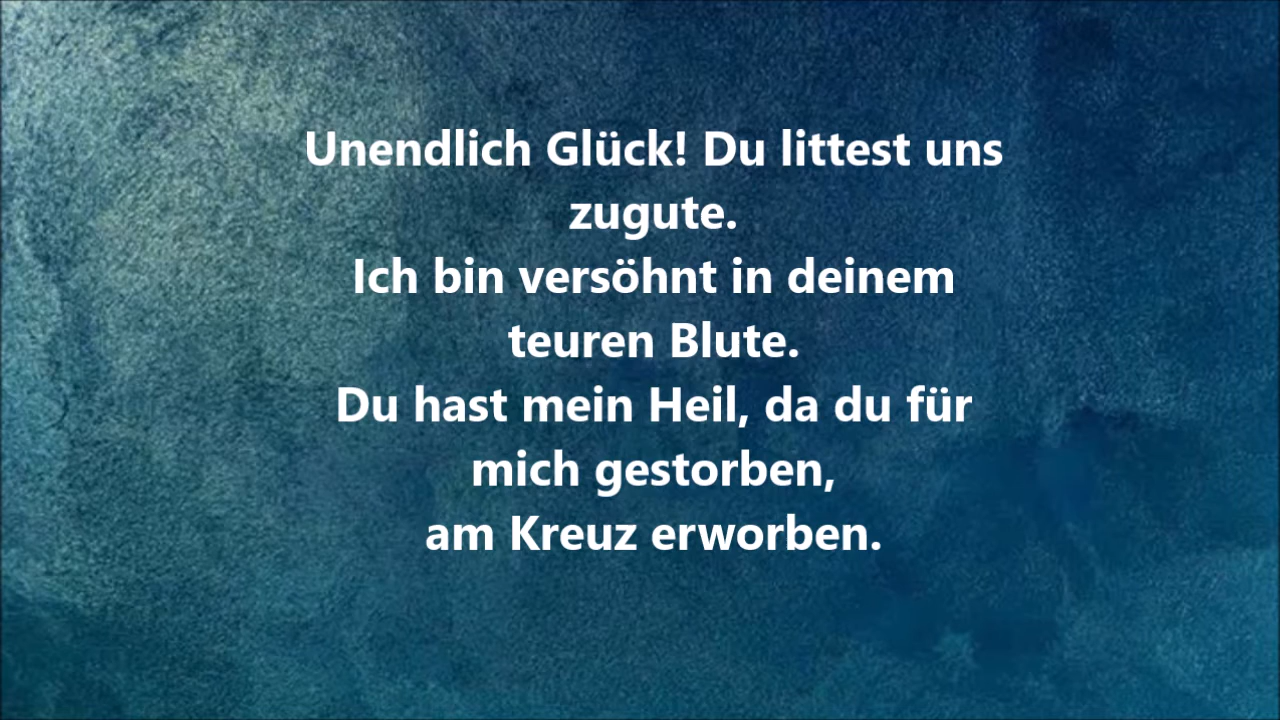 Unendlich Glück! Du littest uns
zugute.
Ich bin versöhnt in deinem
teuren Blute.
Du hast mein Heil, da du für
mich gestorben,
am Kreuz erworben.